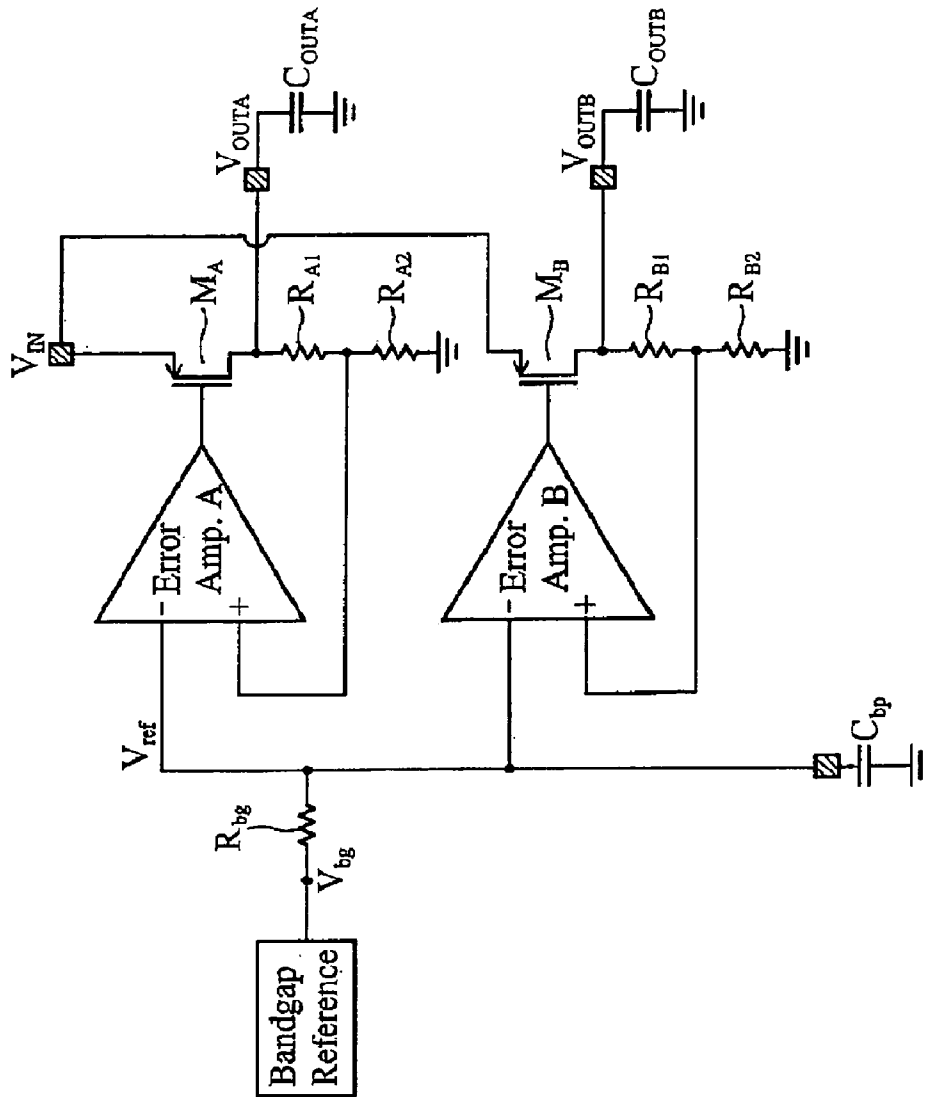 Bandgap
Reference
V_bg
R_bg
V_ref
C_bp
- Error
Amp. A
+
- Error
Amp. B
+
V_IN
M_A
R_A1
R_A2
V_OUTA
C_OUTA
M_B
R_B1
R_B2
V_OUTB
C_OUTB